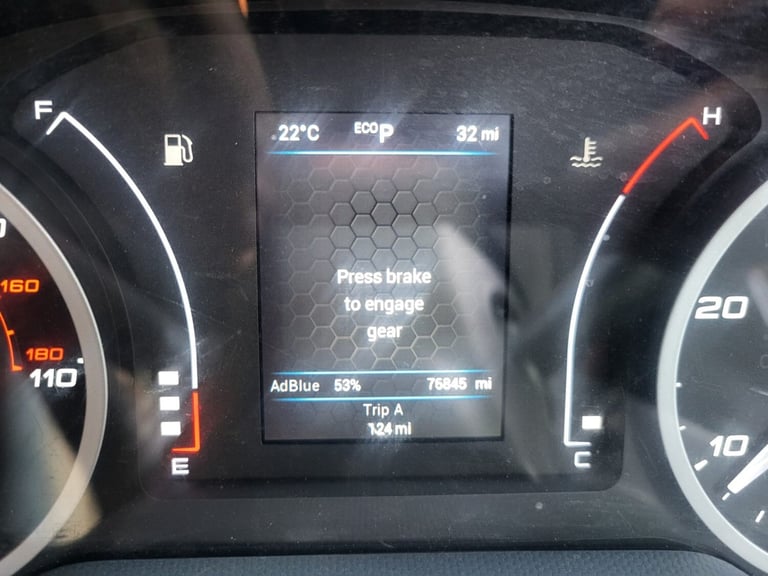 F
22°C ECO P 32 mi
H
160
180
110
Press brake
to engage
gear
20
AdBlue 53% 76845 mi
Trip A
124 mi
E
C
10